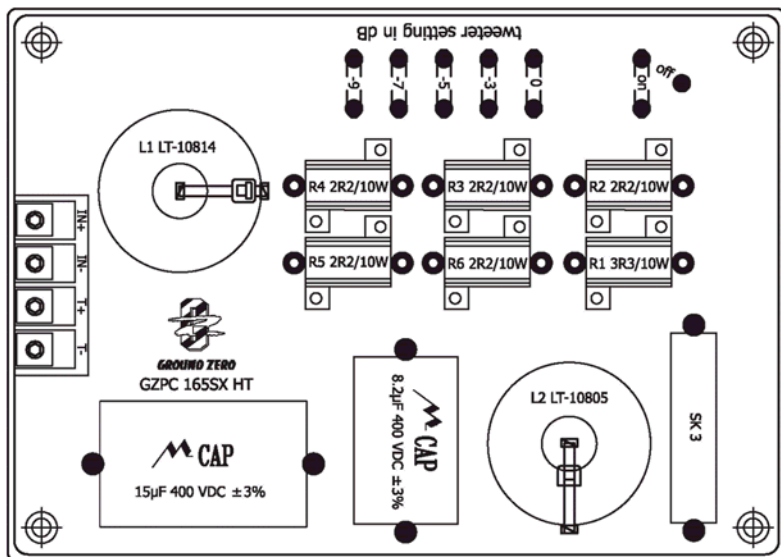 tweeter setting in dB
-9
-7
-5
-3
0
on
off
L1 LT-10814
R4 2R2/10W
R3 2R2/10W
R2 2R2/10W
R5 2R2/10W
R6 2R2/10W
R1 3R3/10W
IN+
IN-
T+
T-
GROUND ZERO
GZPC 165SX HT
CAP
15µF 400 VDC ±3%
CAP
8.2µF 400 VDC ±3%
L2 LT-10805
SK 3